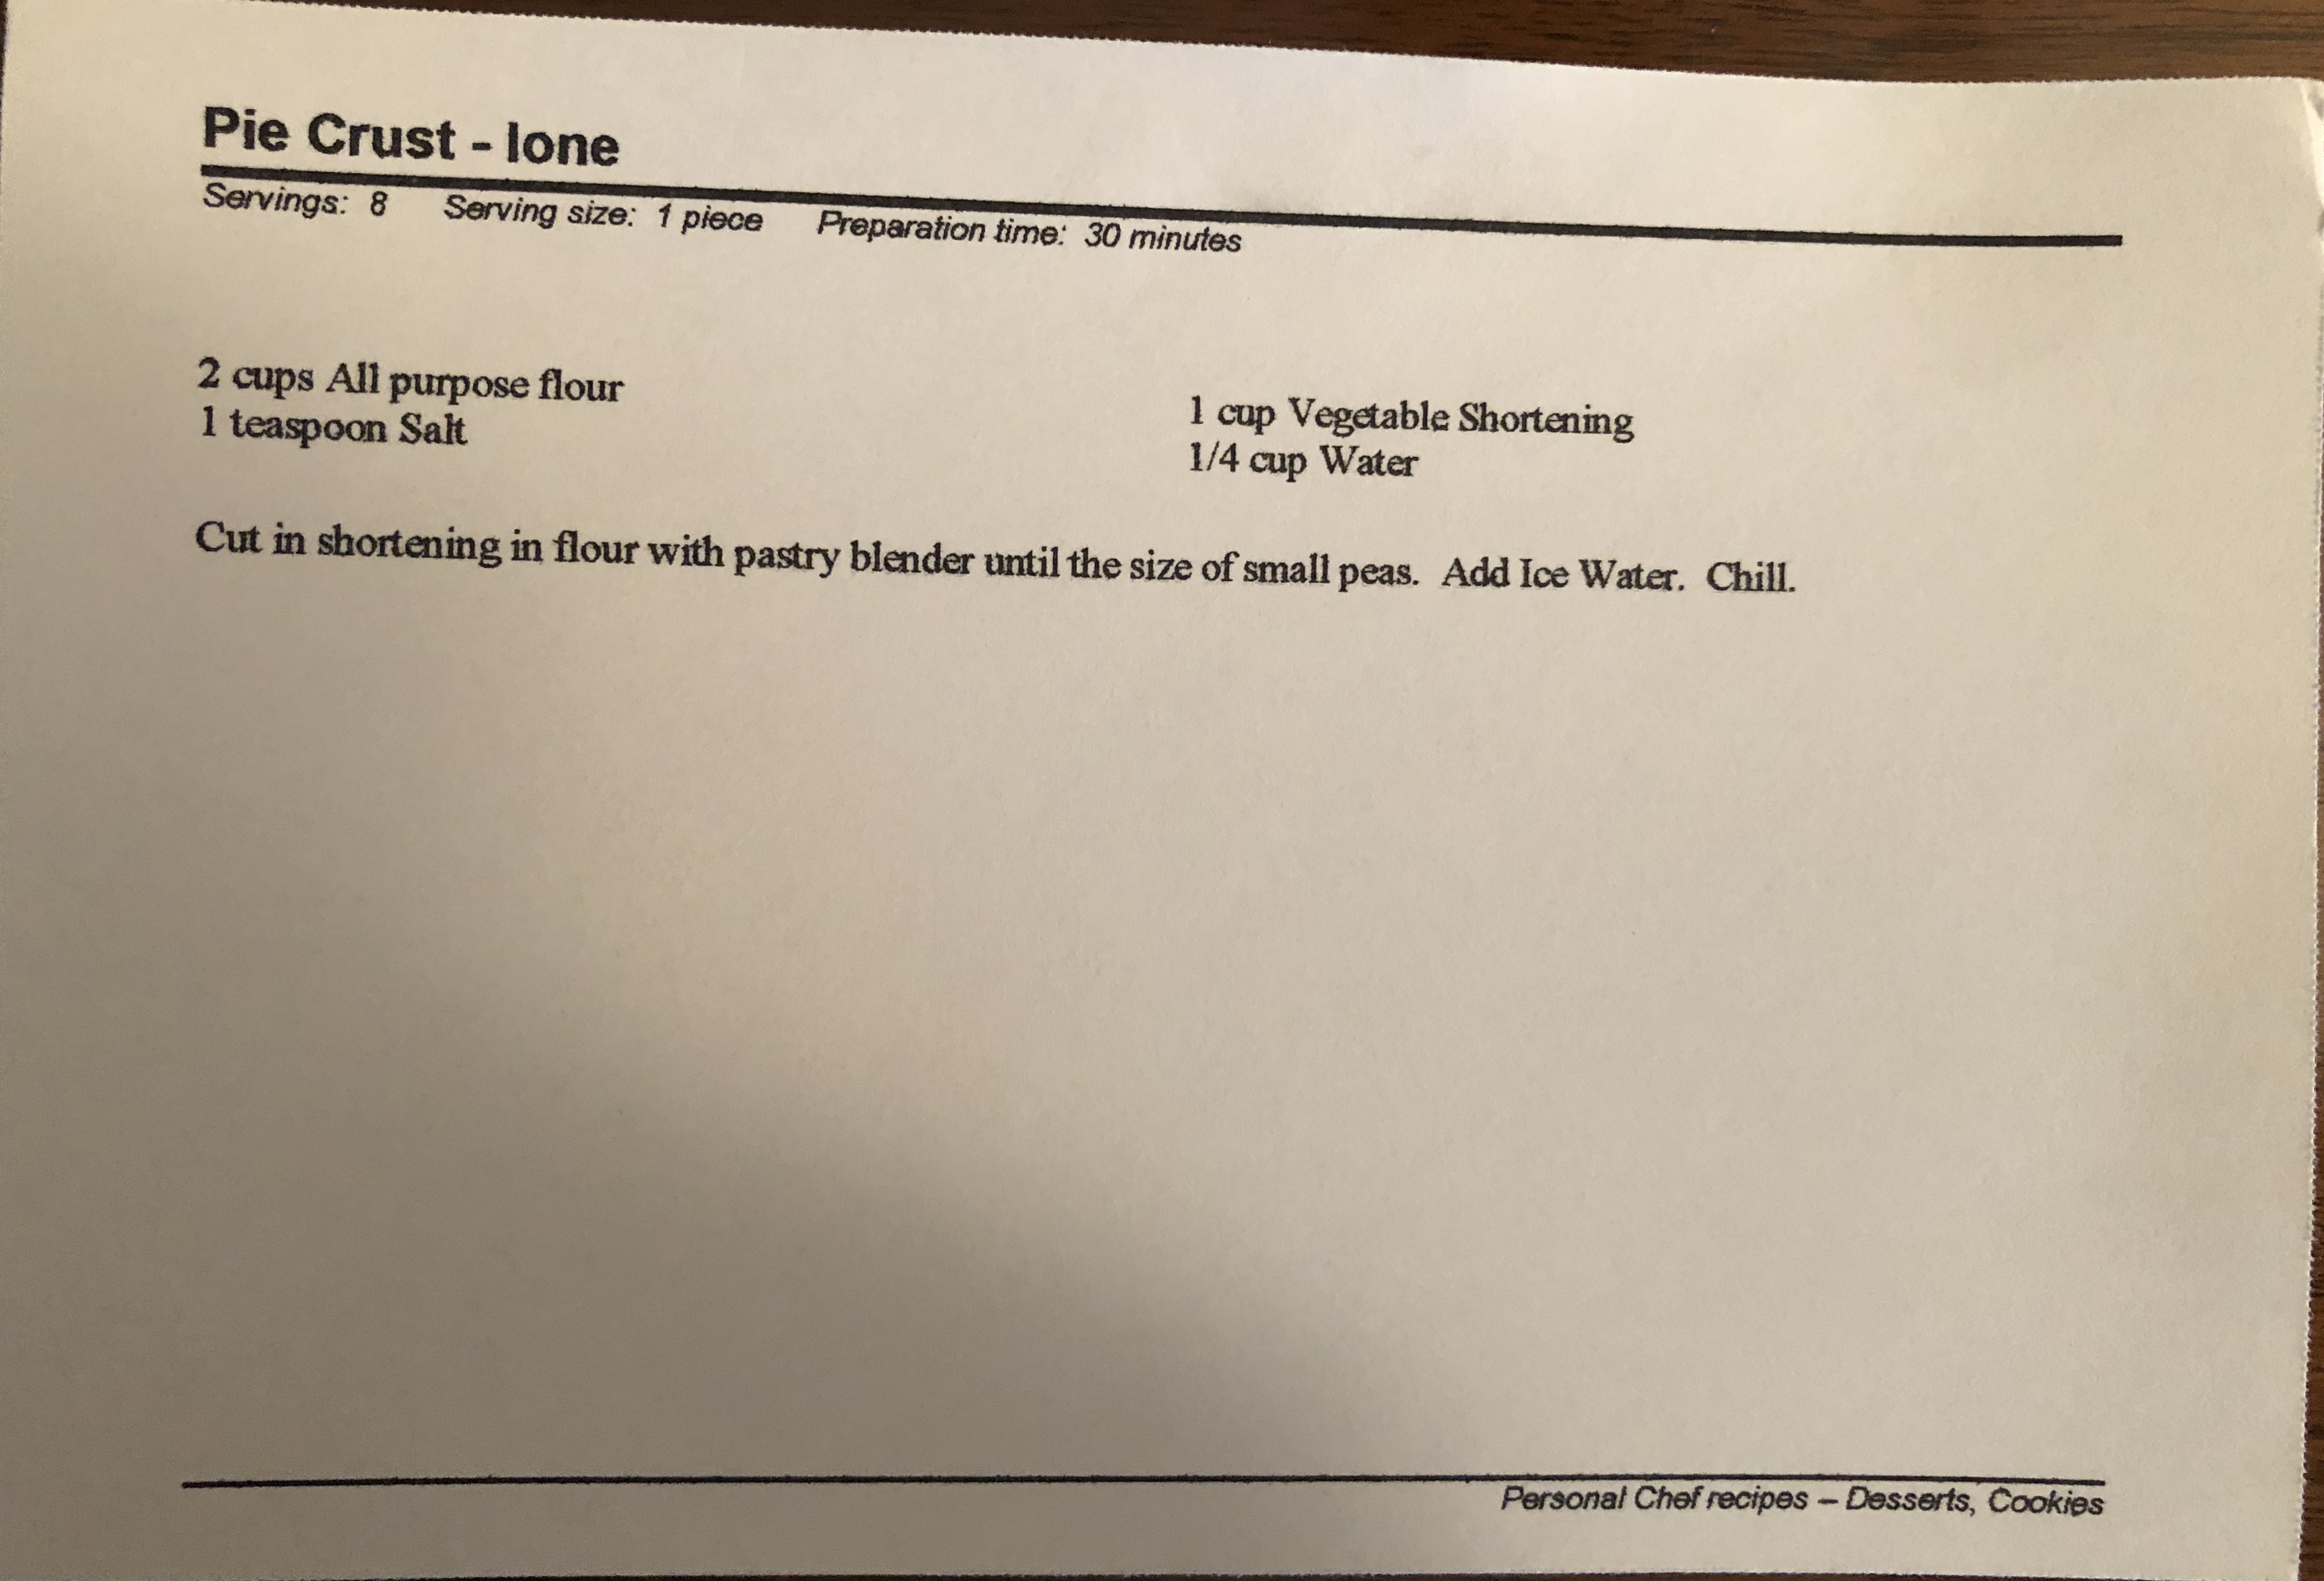 Pie Crust - Ione
Servings: 8 Serving size: 1 piece Preparation time: 30 minutes
2 cups All purpose flour
1 teaspoon Salt
1 cup Vegetable Shortening
1/4 cup Water
Cut in shortening in flour with pastry blender until the size of small peas. Add Ice Water. Chill.
Personal Chef recipes – Desserts, Cookies